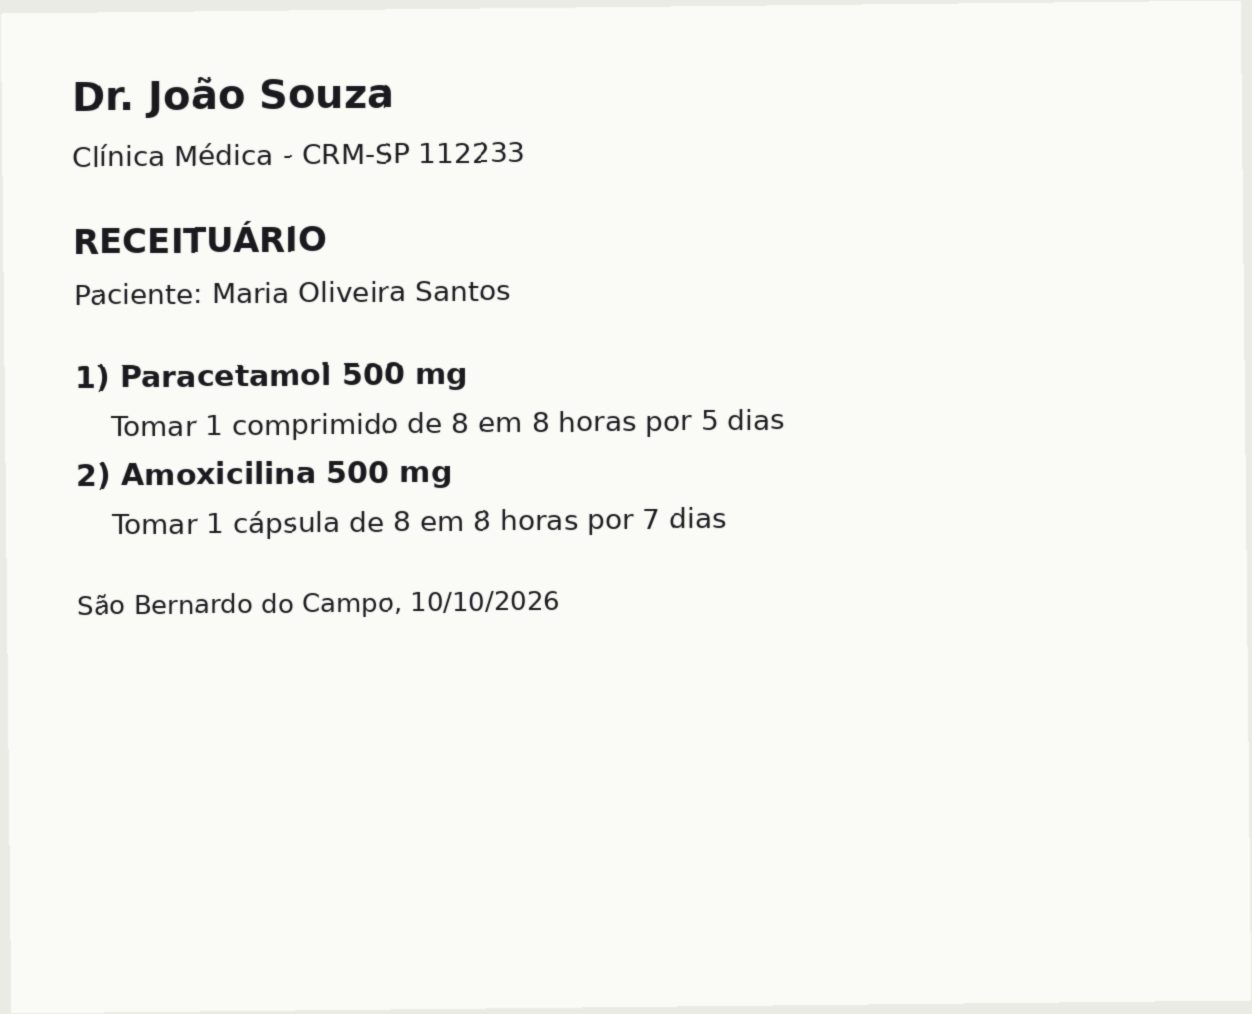 Dr. João Souza
Clínica Médica - CRM-SP 112233
RECEITUÁRIO
Paciente: Maria Oliveira Santos
1) Paracetamol 500 mg
Tomar 1 comprimido de 8 em 8 horas por 5 dias
2) Amoxicilina 500 mg
Tomar 1 cápsula de 8 em 8 horas por 7 dias
São Bernardo do Campo, 10/10/2026